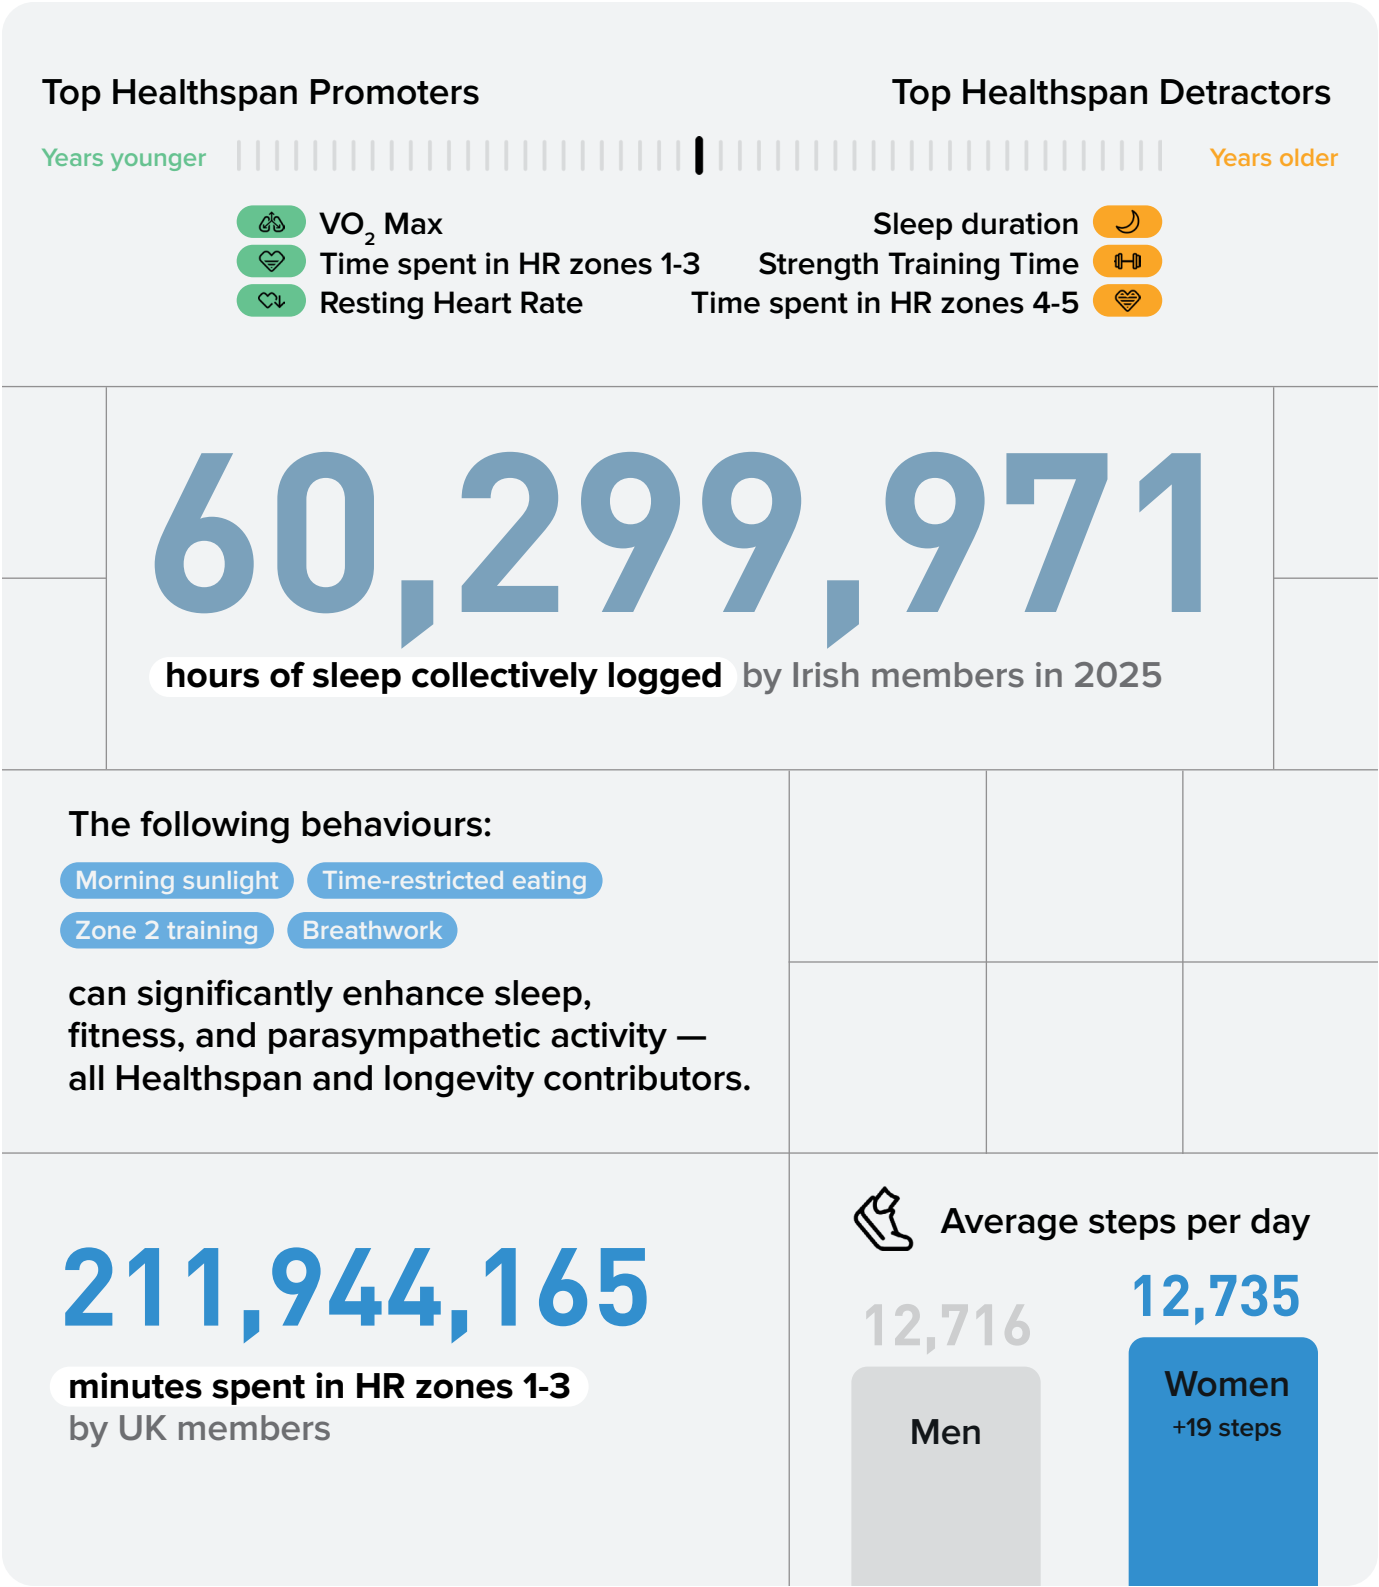 Top Healthspan Promoters
Top Healthspan Detractors
Years younger
Years older
VO2 Max
Time spent in HR zones 1-3
Resting Heart Rate
Sleep duration
Strength Training Time
Time spent in HR zones 4-5
60,299,971
hours of sleep collectively logged by Irish members in 2025
The following behaviours:
Morning sunlight Time-restricted eating
Zone 2 training Breathwork
can significantly enhance sleep,
fitness, and parasympathetic activity —
all Healthspan and longevity contributors.
211,944,165
minutes spent in HR zones 1-3
by UK members
Average steps per day
12,716
Men
12,735
Women
+19 steps